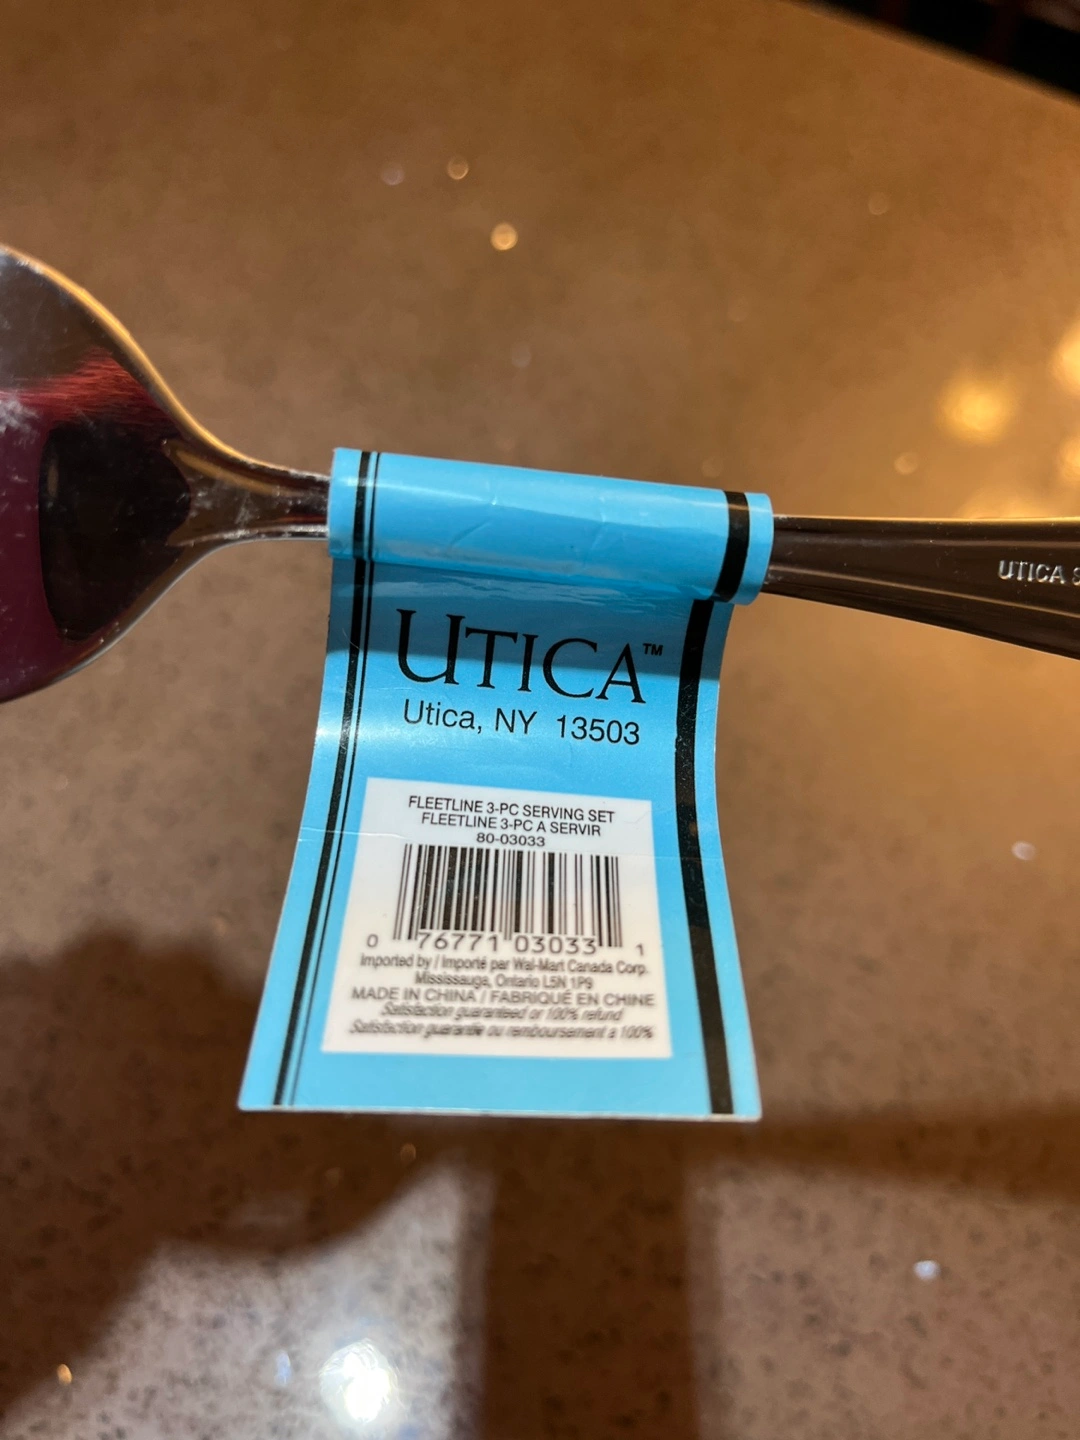 UTICA
UTICA™
Utica, NY 13503
FLEETLINE 3-PC SERVING SET
FLEETLINE 3-PC A SERVIR
80-03033
0 76771 03033 1
Imported by / Importé par Wal-Mart Canada Corp.
Mississauga, Ontario L5N 1P9
MADE IN CHINA / FABRIQUÉ EN CHINE
Satisfaction guaranteed or 100% refund
Satisfaction guarantie ou remboursement à 100%